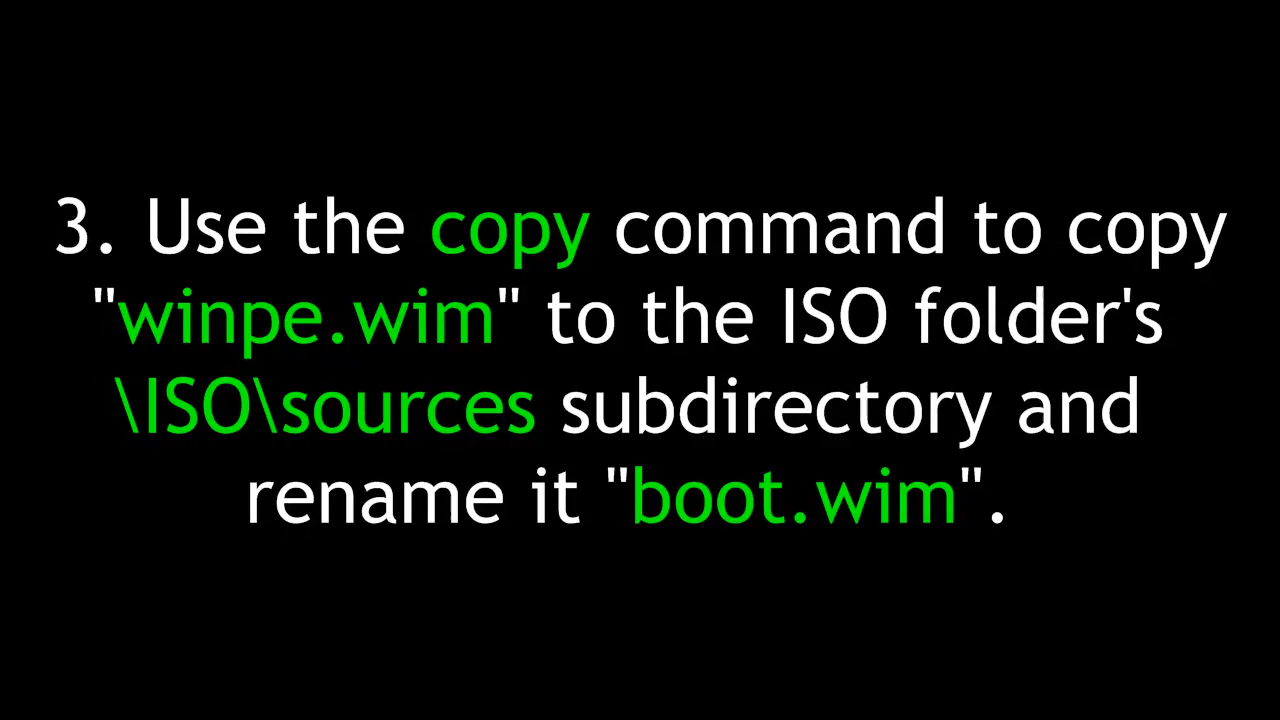 3. Use the copy command to copy
"winpe.wim" to the ISO folder's
\ISO\sources subdirectory and
rename it "boot.wim".